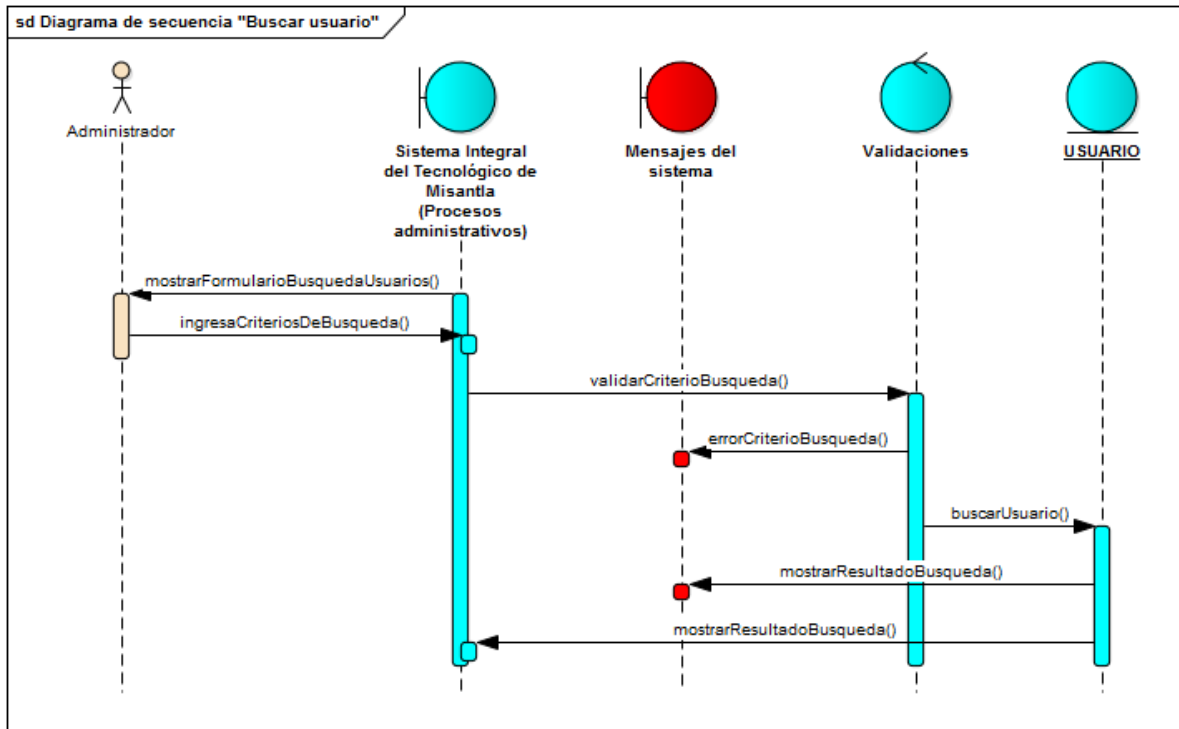 sd Diagrama de secuencia "Buscar usuario"
Administrador
Sistema Integral
del Tecnológico de
Misantla
(Procesos
administrativos)
Mensajes del
sistema
Validaciones
USUARIO
mostrarFormularioBusquedaUsuarios()
ingresaCriteriosDeBusqueda()
validarCriterioBusqueda()
errorCriterioBusqueda()
buscarUsuario()
mostrarResultadoBusqueda()
mostrarResultadoBusqueda()